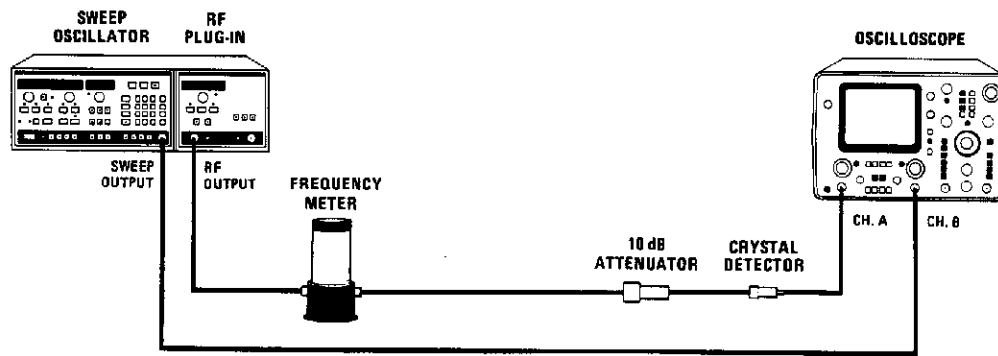 SWEEP
OSCILLATOR
RF
PLUG-IN
OSCILLOSCOPE
SWEEP
OUTPUT
RF
OUTPUT
FREQUENCY
METER
10 dB
ATTENUATOR
CRYSTAL
DETECTOR
CH. A
CH. B